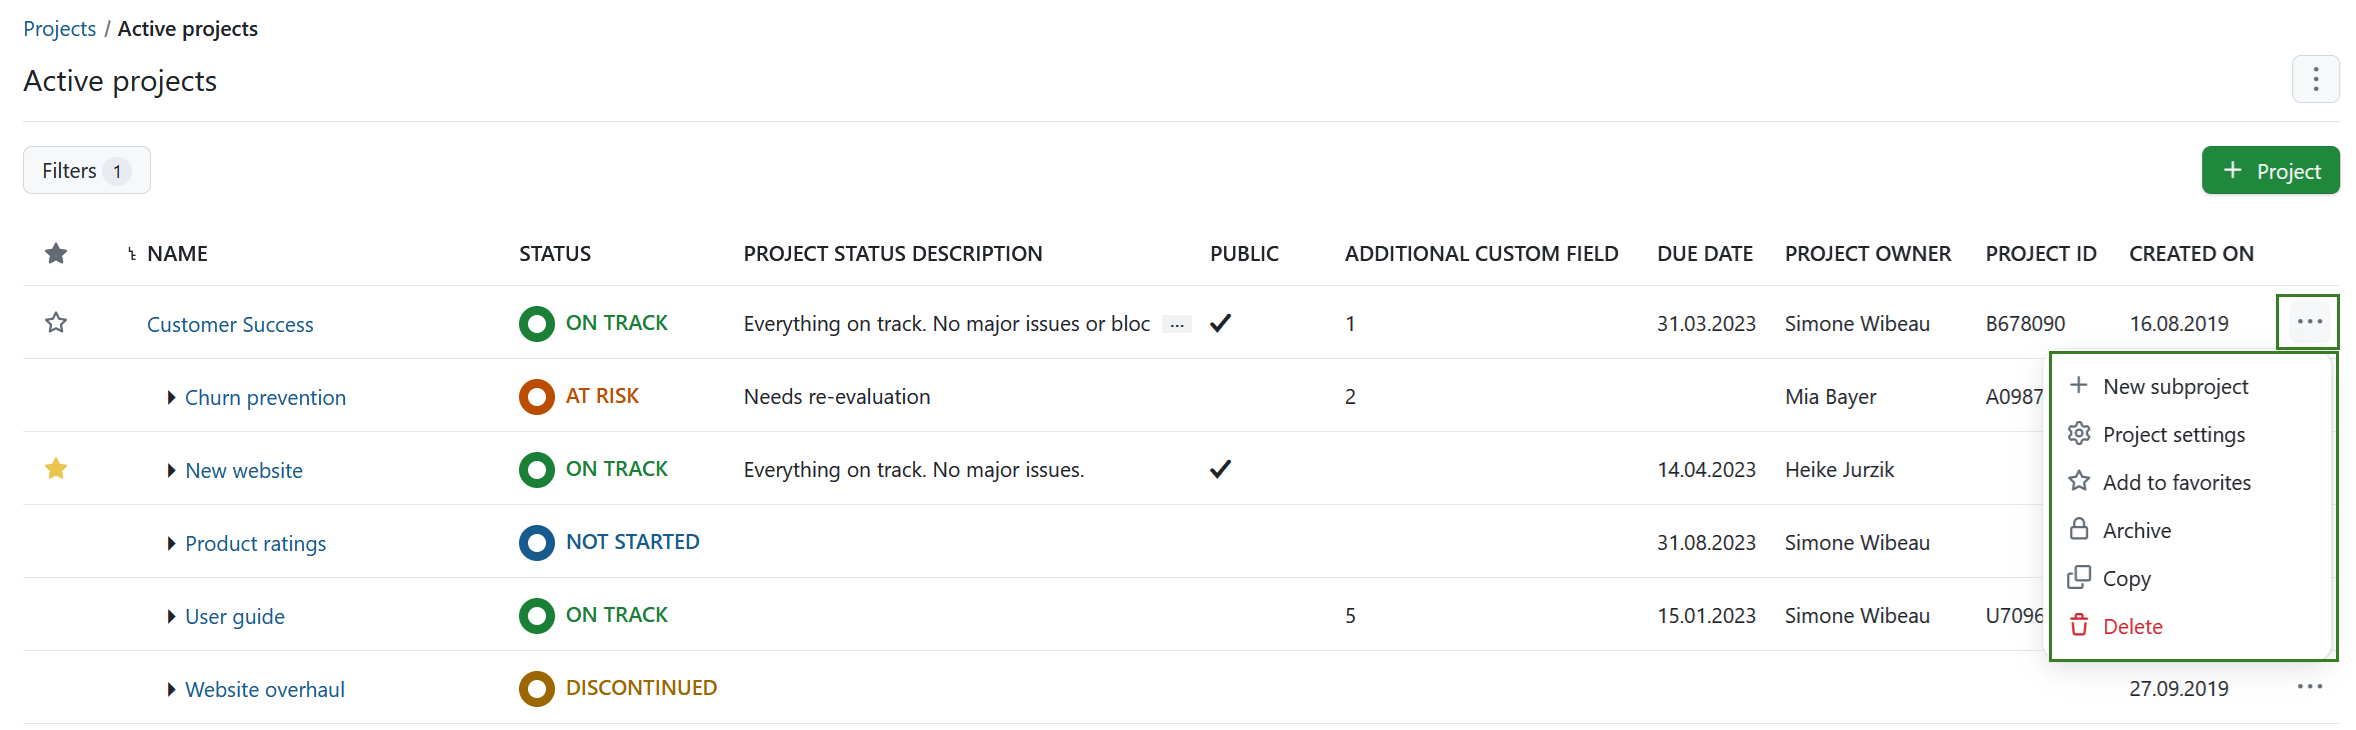 Projects / Active projects
Active projects
Filters 1
+ Project
NAME STATUS PROJECT STATUS DESCRIPTION PUBLIC ADDITIONAL CUSTOM FIELD DUE DATE PROJECT OWNER PROJECT ID CREATED ON
Customer Success ON TRACK Everything on track. No major issues or bloc ... 1 31.03.2023 Simone Wibeau B678090 16.08.2019
Churn prevention AT RISK Needs re-evaluation 2 Mia Bayer A0987
New website ON TRACK Everything on track. No major issues. 14.04.2023 Heike Jurzik
Product ratings NOT STARTED 31.08.2023 Simone Wibeau
User guide ON TRACK 5 15.01.2023 Simone Wibeau U7096
Website overhaul DISCONTINUED 27.09.2019
New subproject
Project settings
Add to favorites
Archive
Copy
Delete